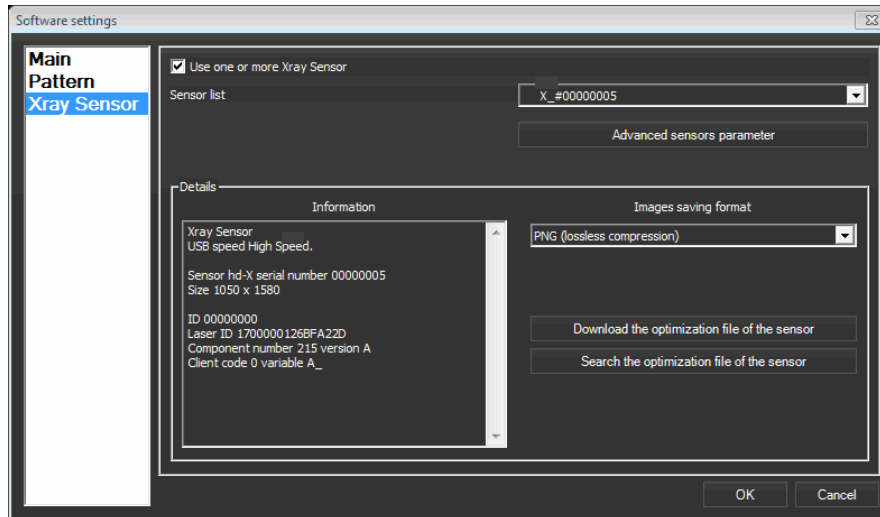 Software settings
Main
Pattern
Xray Sensor
Use one or more Xray Sensor
Sensor list
X_#00000005
Advanced sensors parameter
Details
Information
Xray Sensor
USB speed High Speed.
Sensor hd-X serial number 00000005
Size 1050 x 1580
ID 00000000
Laser ID 1700000126BFA22D
Component number 215 version A
Client code 0 variable A_
Images saving format
PNG (lossless compression)
Download the optimization file of the sensor
Search the optimization file of the sensor
OK
Cancel